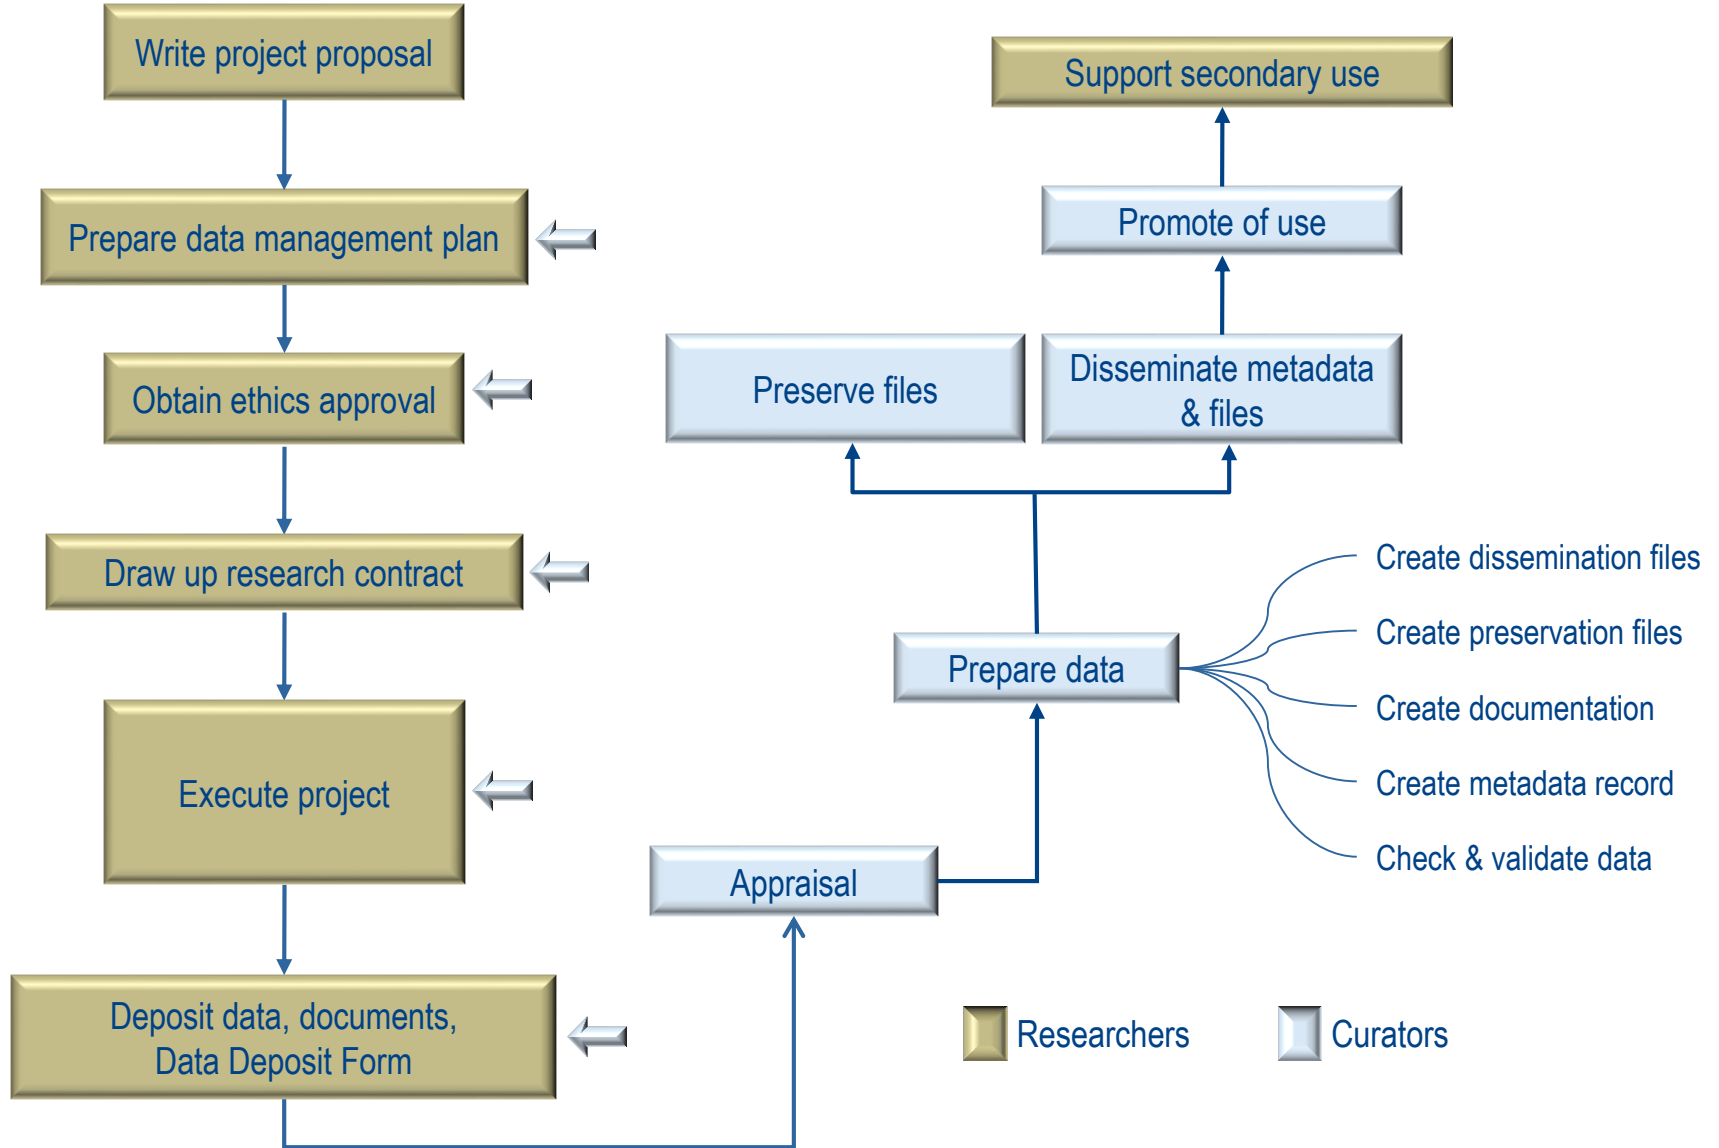 Write project proposal
Prepare data management plan
Obtain ethics approval
Draw up research contract
Execute project
Deposit data, documents,
Data Deposit Form
Support secondary use
Promote of use
Preserve files
Disseminate metadata
& files
Prepare data
Create dissemination files
Create preservation files
Create documentation
Create metadata record
Check & validate data
Appraisal
Researchers
Curators